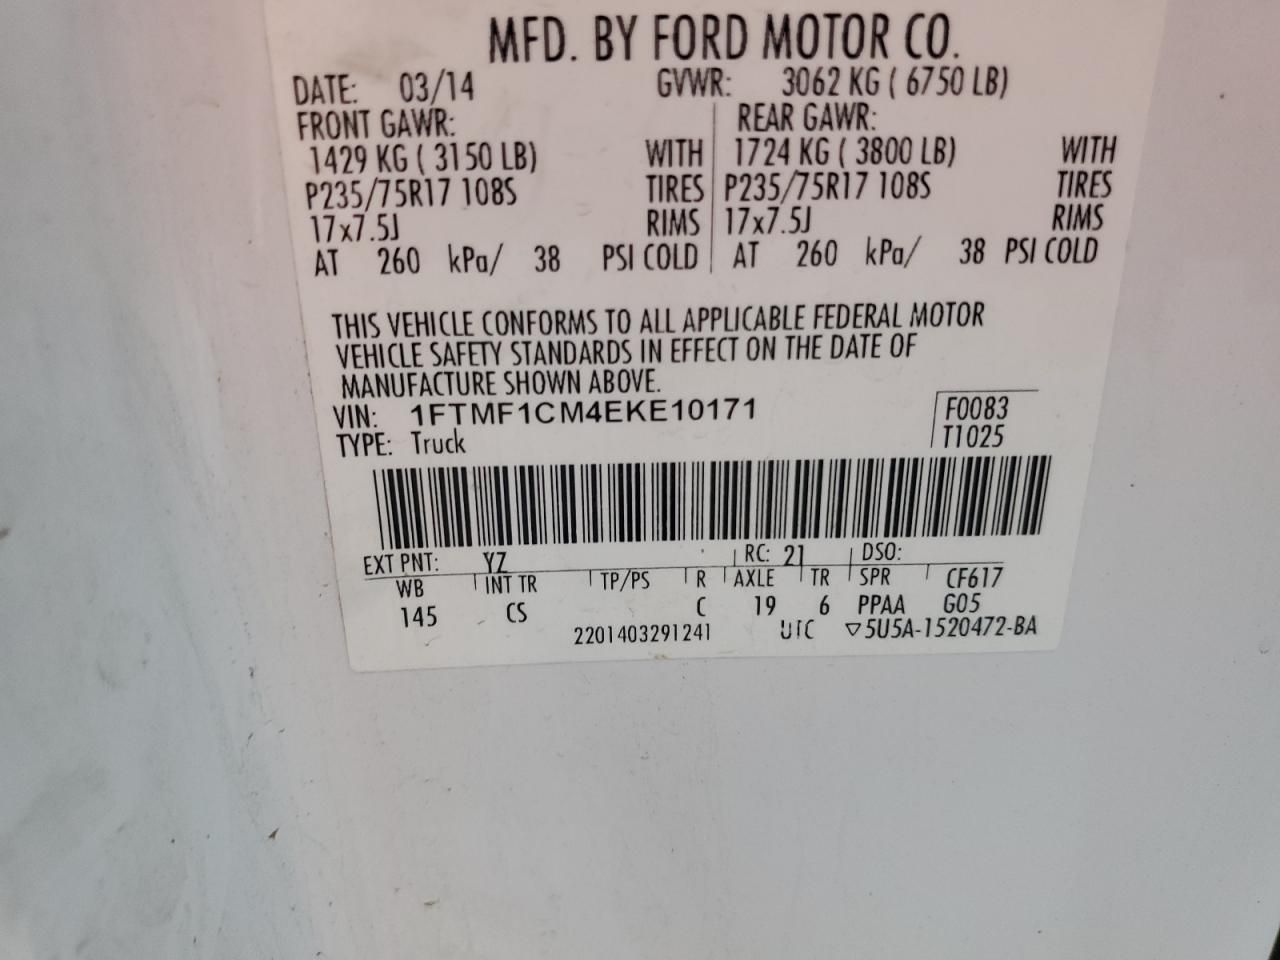 MFD. BY FORD MOTOR CO.
DATE: 03/14 GVWR: 3062 KG ( 6750 LB)
FRONT GAWR: REAR GAWR:
1429 KG ( 3150 LB) WITH 1724 KG ( 3800 LB) WITH
P235/75R17 108S TIRES P235/75R17 108S TIRES
17x7.5J RIMS 17x7.5J RIMS
AT 260 kPa/ 38 PSI COLD AT 260 kPa/ 38 PSI COLD
THIS VEHICLE CONFORMS TO ALL APPLICABLE FEDERAL MOTOR
VEHICLE SAFETY STANDARDS IN EFFECT ON THE DATE OF
MANUFACTURE SHOWN ABOVE.
VIN: 1FTMF1CM4EKE10171 F0083
TYPE: Truck T1025
EXT PNT: YZ RC: 21 DSO:
WB INT TR TP/PS R AXLE TR SPR CF617
145 CS C 19 6 PPAA G05
2201403291241 UTC ▽5U5A-1520472-BA